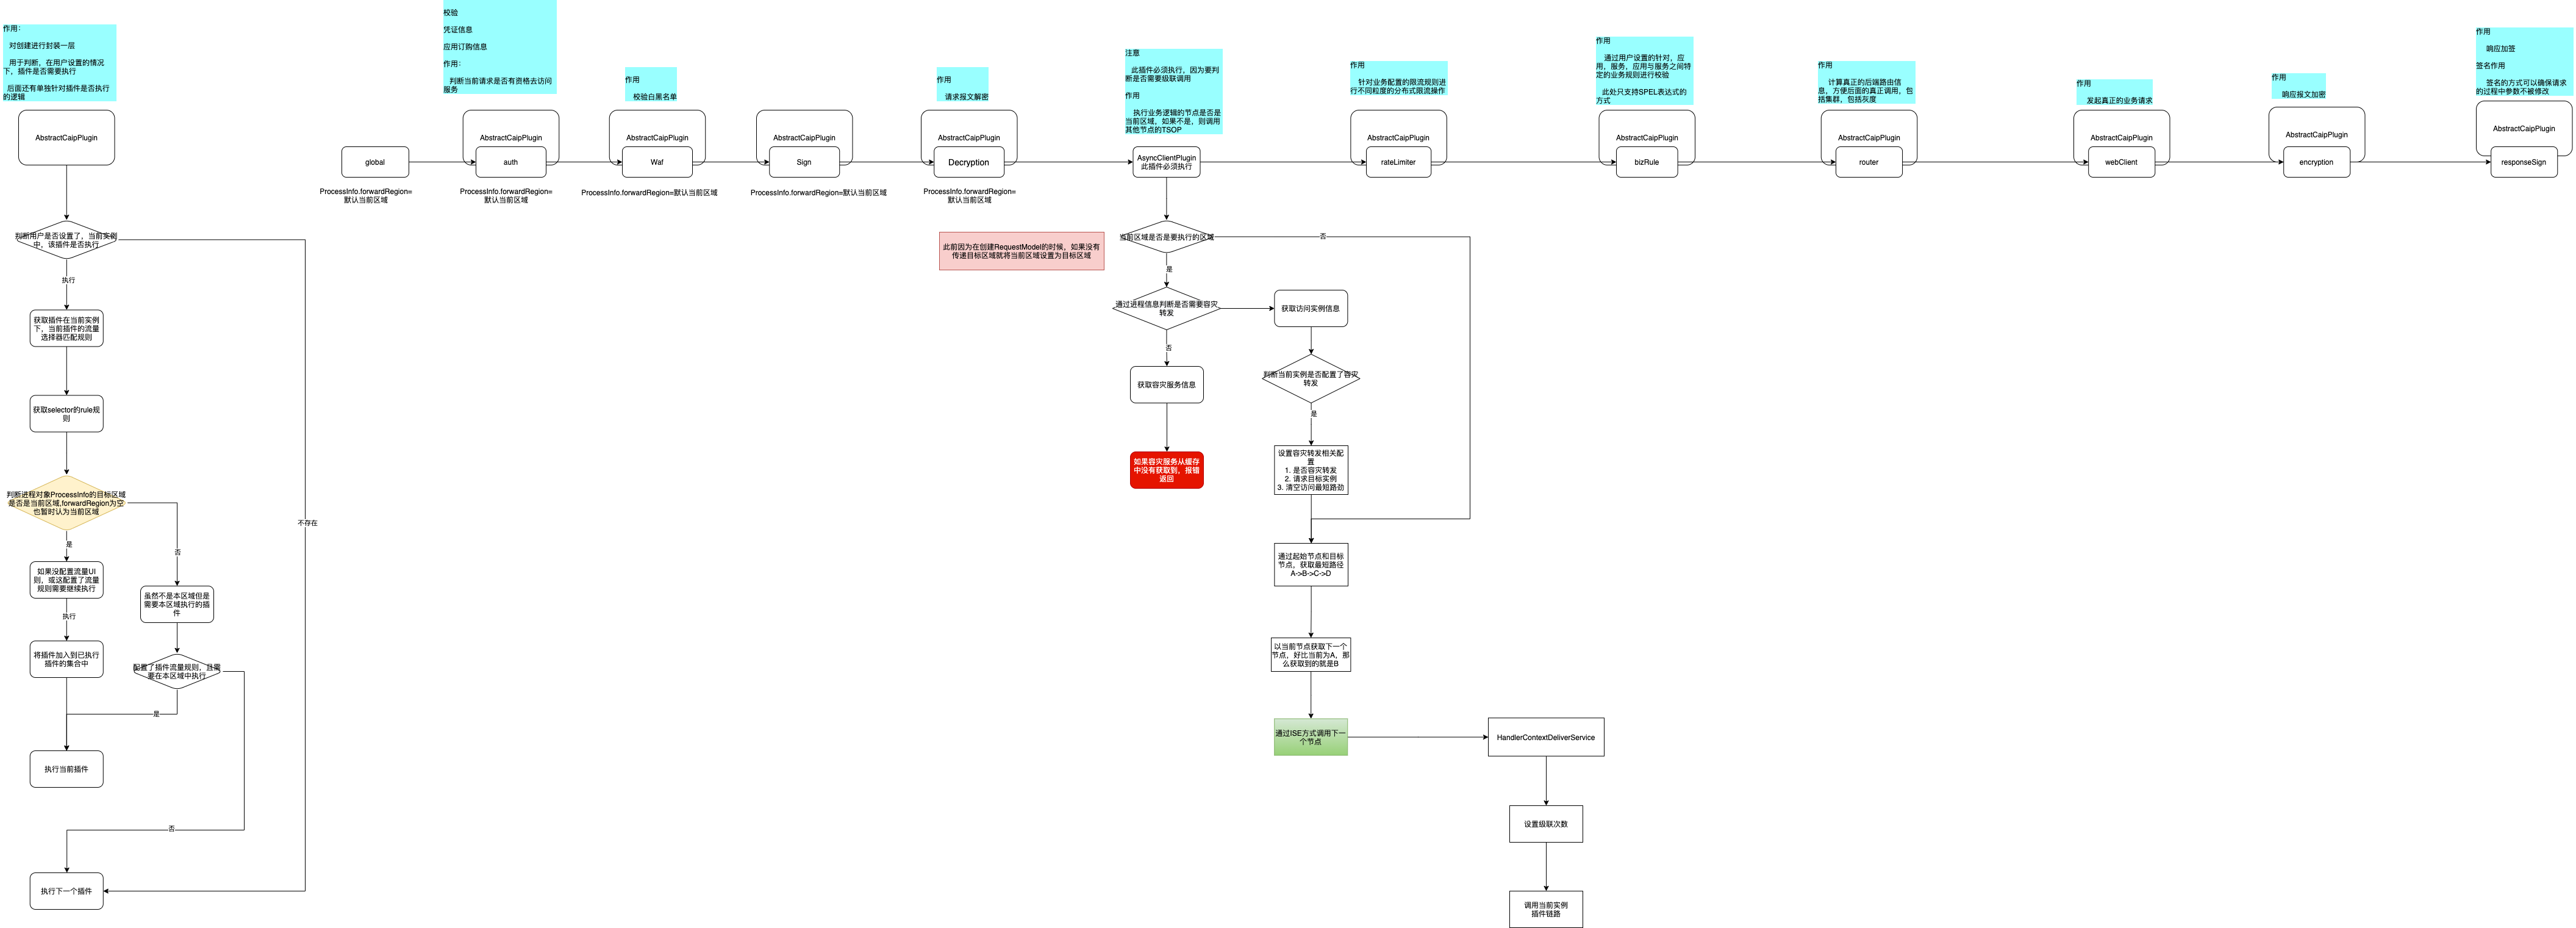 作用：
对创建进行封装一层
用于判断，在用户设置的情况
下，插件是否需要执行
后面还有单独针对插件是否执行
的逻辑
AbstractCaipPlugin
判断用户是否设置了，当前实例
中，该插件是否执行
执行
获取插件在当前实例
下，当前插件的流量
选择器匹配规则
获取selector的rule规
则
判断进程对象ProcessInfo的目标区域
是否是当前区域,forwardRegion为空
也暂时认为当前区域
是
否
不存在
如果没配置流量UI
则，或这配置了流量
规则需要继续执行
执行
将插件加入到已执行
插件的集合中
虽然不是本区域但是
需要本区域执行的插
件
配置了插件流量规则，且需
要在本区域中执行
是
否
执行当前插件
执行下一个插件
global
ProcessInfo.forwardRegion=
默认当前区域
校验
凭证信息
应用订购信息
作用：
判断当前请求是否有资格去访问
服务
AbstractCaipPlugin
auth
ProcessInfo.forwardRegion=
默认当前区域
作用
校验白黑名单
AbstractCaipPlugin
Waf
ProcessInfo.forwardRegion=默认当前区域
AbstractCaipPlugin
Sign
ProcessInfo.forwardRegion=默认当前区域
作用
请求报文解密
AbstractCaipPlugin
Decryption
ProcessInfo.forwardRegion=
默认当前区域
注意
此插件必须执行，因为要判
断是否需要级联调用
作用
执行业务逻辑的节点是否是
当前区域，如果不是，则调用
其他节点的TSOP
AsyncClientPlugin
此插件必须执行
此前因为在创建RequestModel的时候，如果没有
传递目标区域就将当前区域设置为目标区域
当前区域是否是要执行的区域
否
是
通过进程信息判断是否需要容灾
转发
否
获取容灾服务信息
如果容灾服务从缓存
中没有获取到，报错
返回
获取访问实例信息
判断当前实例是否配置了容灾
转发
是
设置容灾转发相关配
置
1. 是否容灾转发
2. 请求目标实例
3. 清空访问最短路劲
通过起始节点和目标
节点，获取最短路径
A->B->C->D
以当前节点获取下一个
节点，好比当前为A，那
么获取到的就是B
通过ISE方式调用下一
个节点
HandlerContextDeliverService
设置级联次数
调用当前实例
插件链路
作用
针对业务配置的限流规则进
行不同粒度的分布式限流操作
AbstractCaipPlugin
rateLimiter
作用
通过用户设置的针对，应
用，服务，应用与服务之间特
定的业务规则进行校验
此处只支持SPEL表达式的
方式
AbstractCaipPlugin
bizRule
作用
计算真正的后端路由信
息，方便后面的真正调用，包
括集群，包括灰度
AbstractCaipPlugin
router
作用
发起真正的业务请求
AbstractCaipPlugin
webClient
作用
响应报文加密
AbstractCaipPlugin
encryption
作用
响应加签
签名作用
签名的方式可以确保请求
的过程中参数不被修改
AbstractCaipPlugin
responseSign